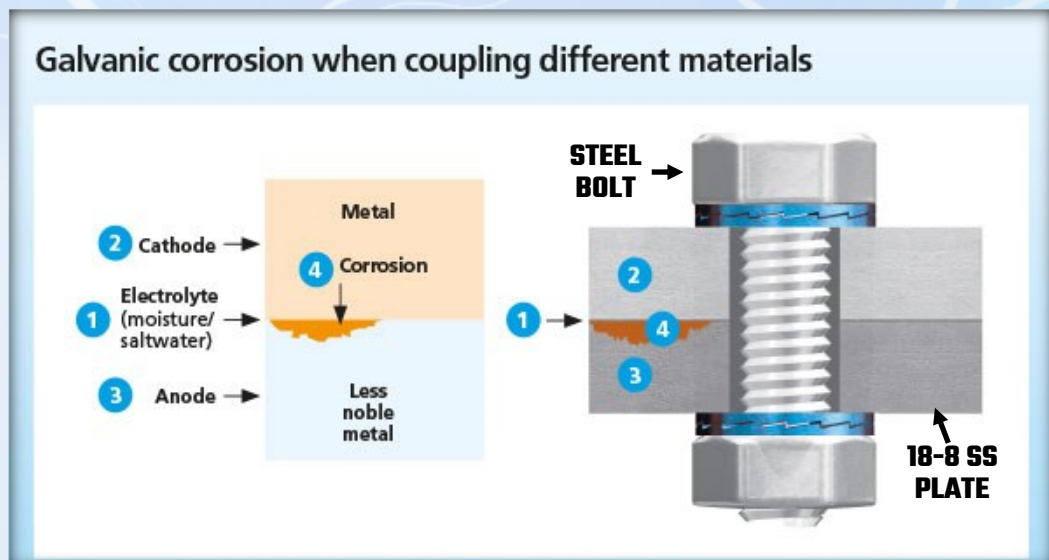 Galvanic corrosion when coupling different materials
Metal
2 Cathode
4 Corrosion
Electrolyte
1 (moisture/
saltwater)
3 Anode
Less
noble
metal
STEEL
BOLT
2
1
4
3
18-8 SS
PLATE